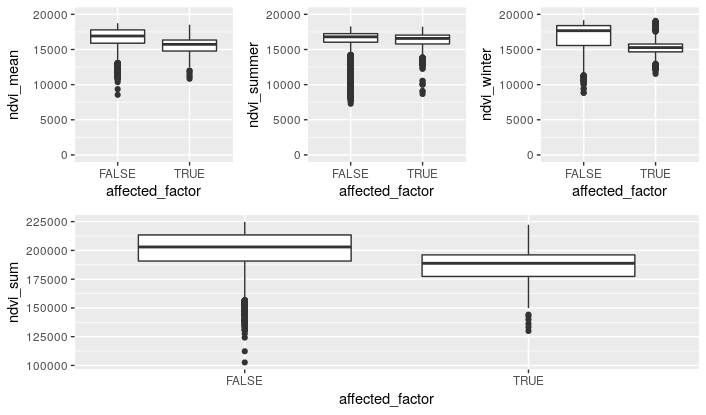 ndvi_mean
20000
15000
10000
5000
0
FALSE TRUE
affected_factor
ndvi_summer
20000
15000
10000
5000
0
FALSE TRUE
affected_factor
ndvi_winter
20000
15000
10000
5000
0
FALSE TRUE
affected_factor
ndvi_sum
225000
200000
175000
150000
125000
100000
FALSE TRUE
affected_factor